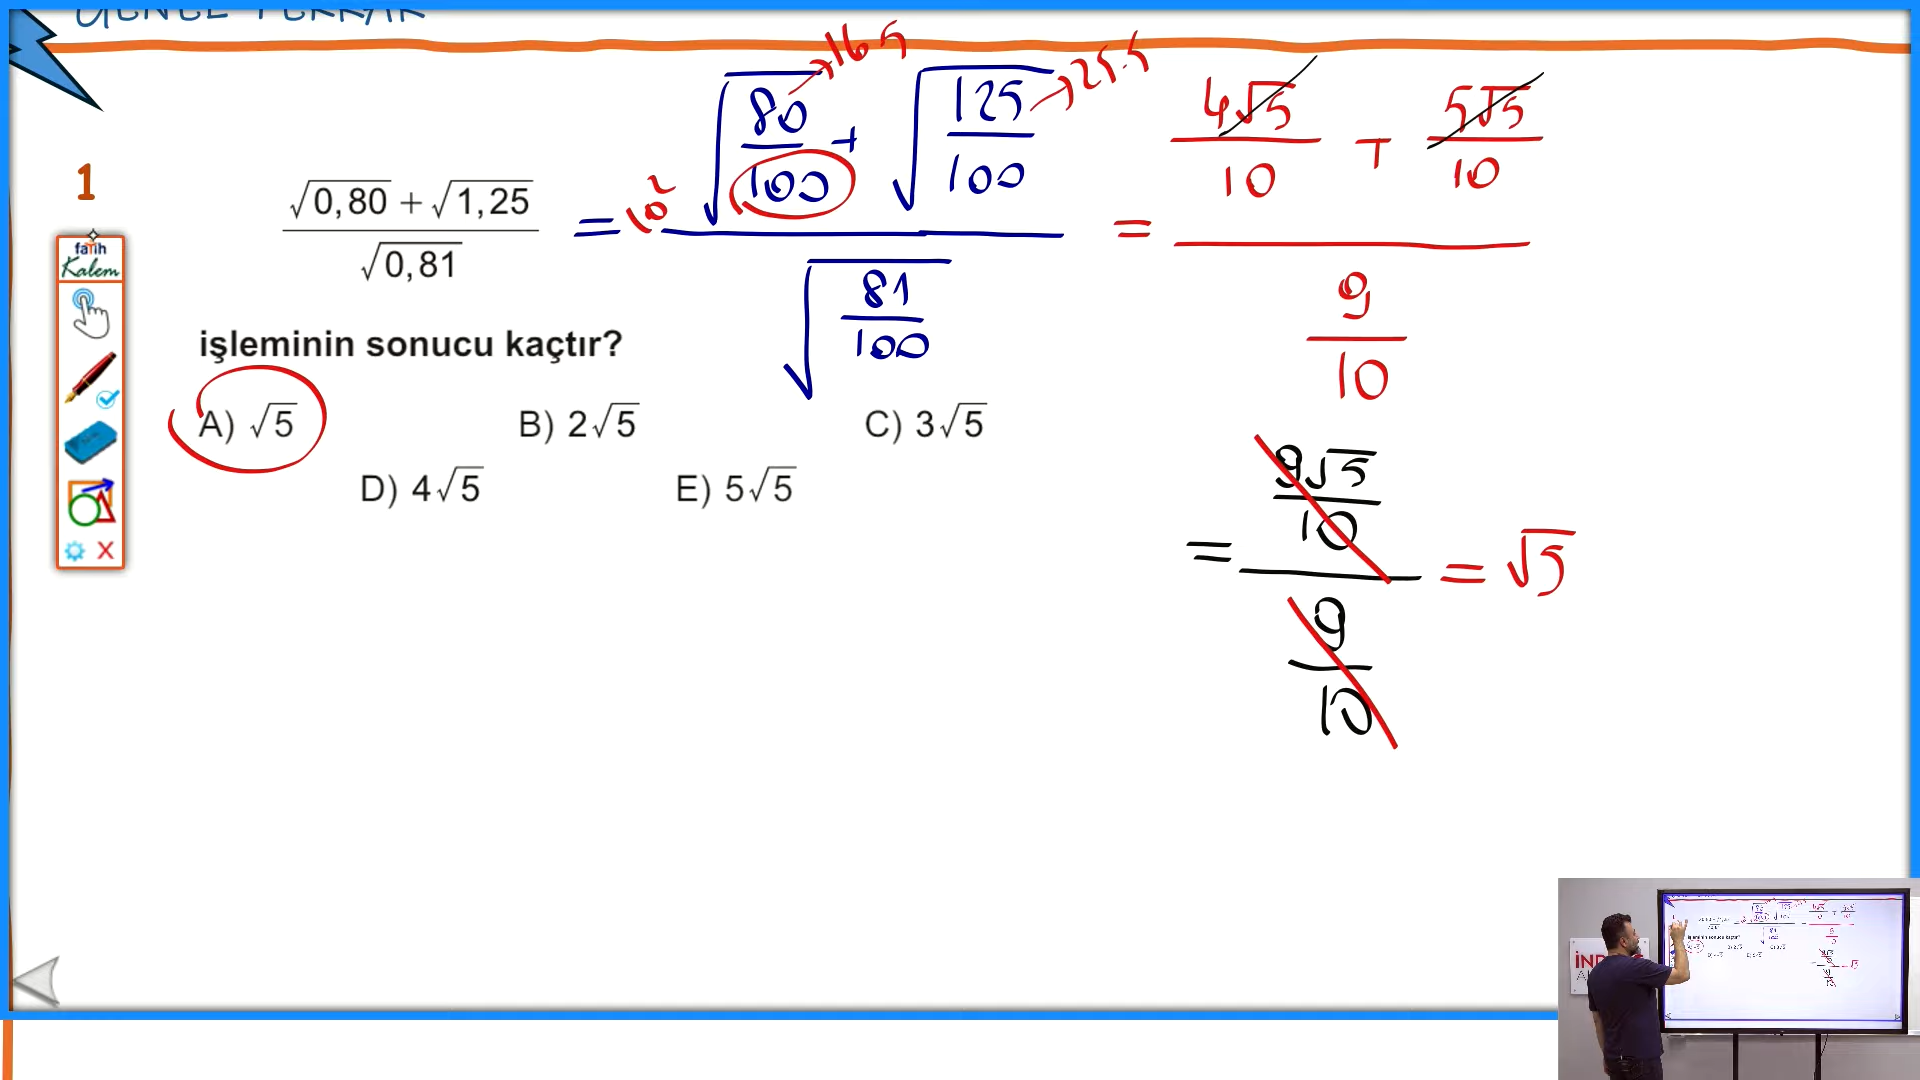 GENEL TEKRAR
1
√0,80 + √1,25 / √0,81 = 10² (√(80/100) + √(125/100)) / √(81/100) = (4√5/10 + 5√5/10) / (9/10)
→16 5
→25.5
fatih
Kalem
işleminin sonucu kaçtır?
A) √5 B) 2√5 C) 3√5
D) 4√5 E) 5√5
= (9√5/10) / (9/10) = √5